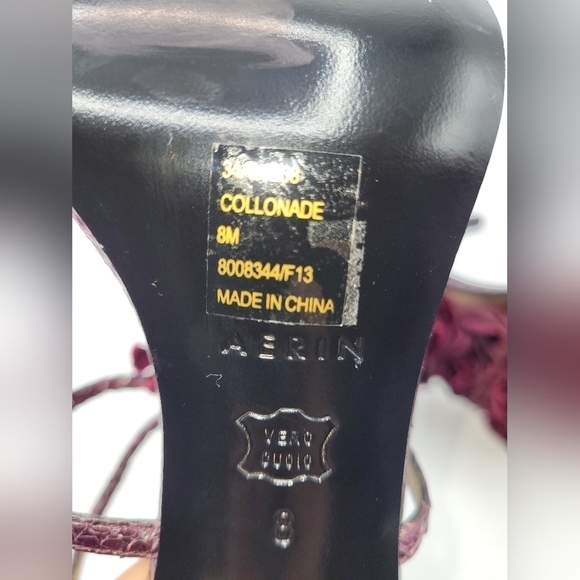 COLLONADE
8M
8008344/F13
MADE IN CHINA
AERIN
VERO
CUOIO
8